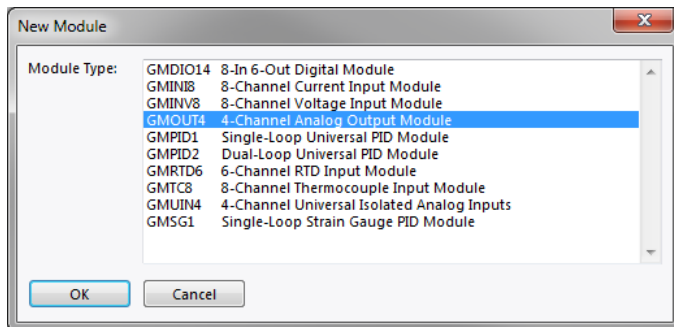 New Module
Module Type:
GMDIO14 8-In 6-Out Digital Module
GMINI8 8-Channel Current Input Module
GMINV8 8-Channel Voltage Input Module
GMOUT4 4-Channel Analog Output Module
GMPID1 Single-Loop Universal PID Module
GMPID2 Dual-Loop Universal PID Module
GMRTD6 6-Channel RTD Input Module
GMTC8 8-Channel Thermocouple Input Module
GMUIN4 4-Channel Universal Isolated Analog Inputs
GMSG1 Single-Loop Strain Gauge PID Module
OK Cancel